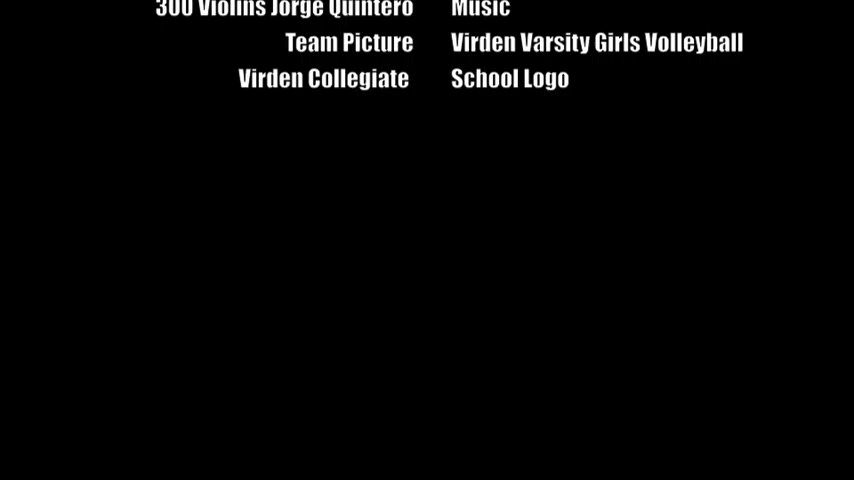 300 Violins Jorge Quintero Music
Team Picture Virden Varsity Girls Volleyball
Virden Collegiate School Logo